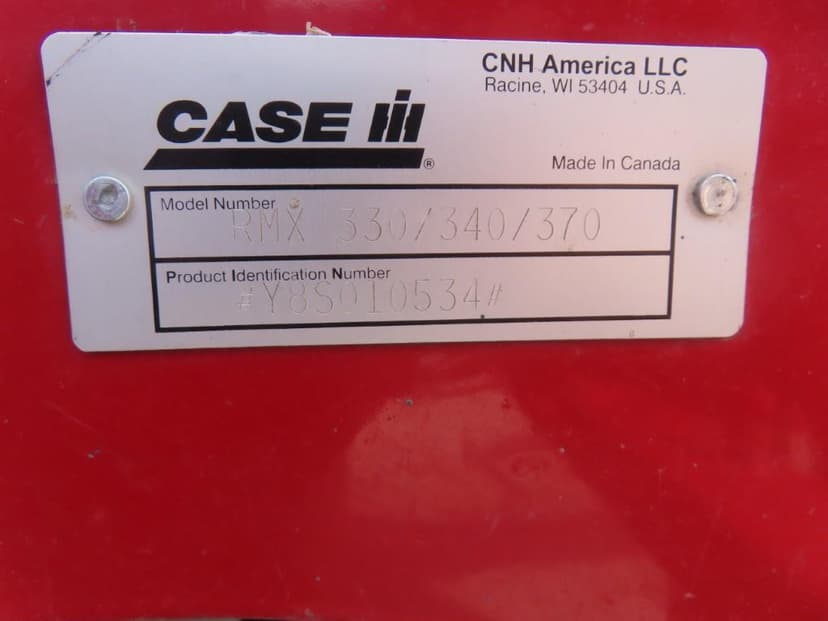 CNH America LLC
Racine, WI 53404 U.S.A.
CASE IH®
Made In Canada
Model Number
RMX 330/340/370
Product Identification Number
#Y8S010534#